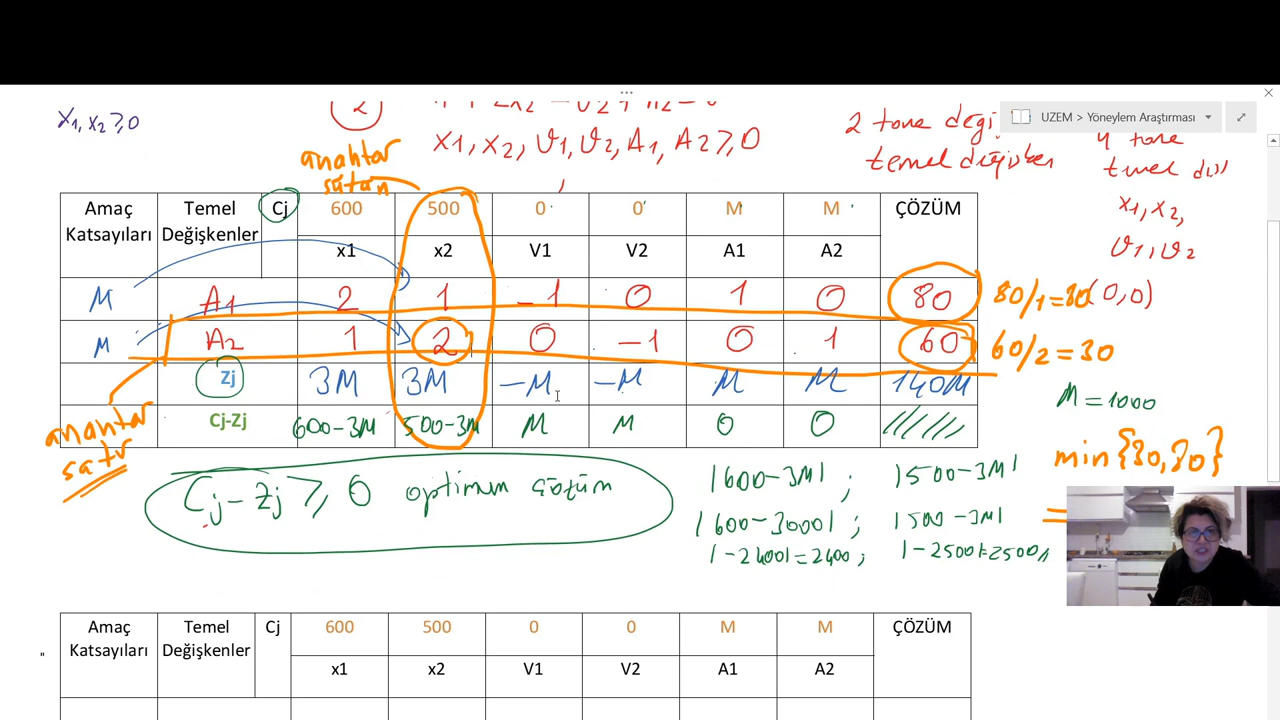 x1, x2 ≥ 0
2
x1, x2, v1, v2, A1, A2 ≥ 0
2 tane deği
temel değişken
UZEM > Yöneylem Araştırması
4 tane
temel
x1, x2,
v1, v2
anahtar
sütun
Amaç Katsayıları | Temel Değişkenler | Cj | 600 | 500 | 0 | 0 | M | M | ÇÖZÜM
x1 | x2 | V1 | V2 | A1 | A2
M | A1 | 2 | 1 | -1 | 0 | 1 | 0 | 80
80/1=80 (0,0)
M | A2 | 1 | 2 | 0 | -1 | 0 | 1 | 60
60/2=30
Zj | 3M | 3M | -M | -M | M | M | 140M
Cj-Zj | 600-3M | 500-3M | M | M | 0 | 0
M=1000
anahtar
satır
min{30,80}
=
Cj-Zj ≥ 0 optimum çözüm
|600-3M| ; |500-3M|
|600-3000| ; |500-3M|
|-2400|=2400 ; |-2500|=2500
Amaç Katsayıları | Temel Değişkenler | Cj | 600 | 500 | 0 | 0 | M | M | ÇÖZÜM
x1 | x2 | V1 | V2 | A1 | A2